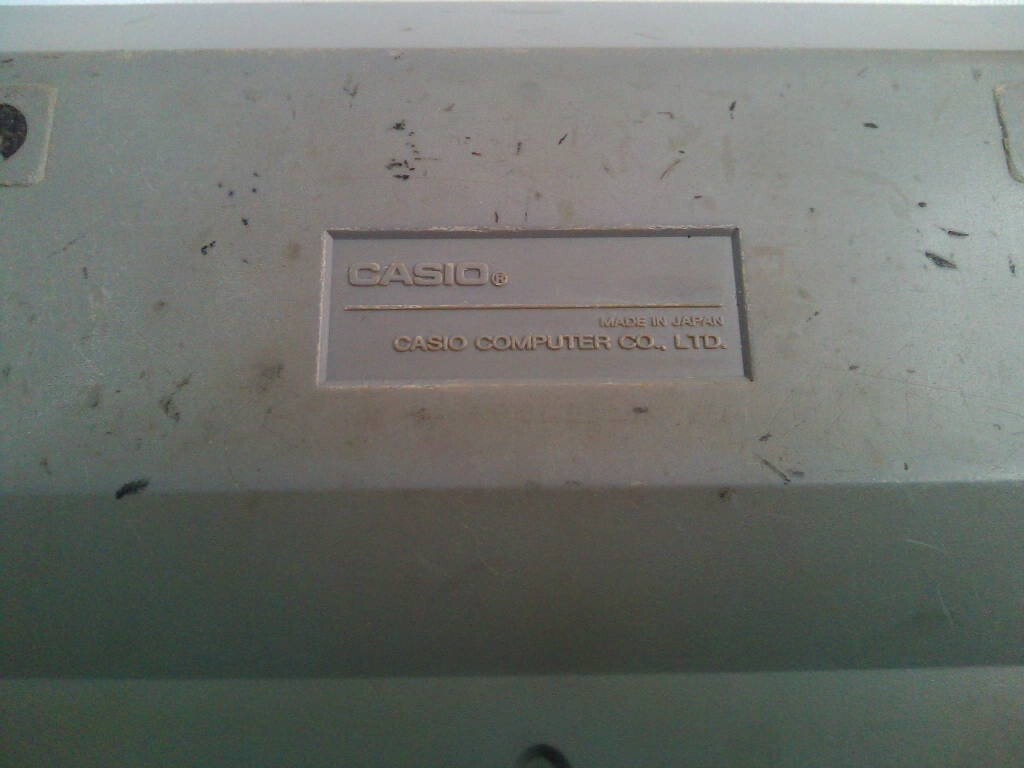 CASIO®
MADE IN JAPAN
CASIO COMPUTER CO., LTD.